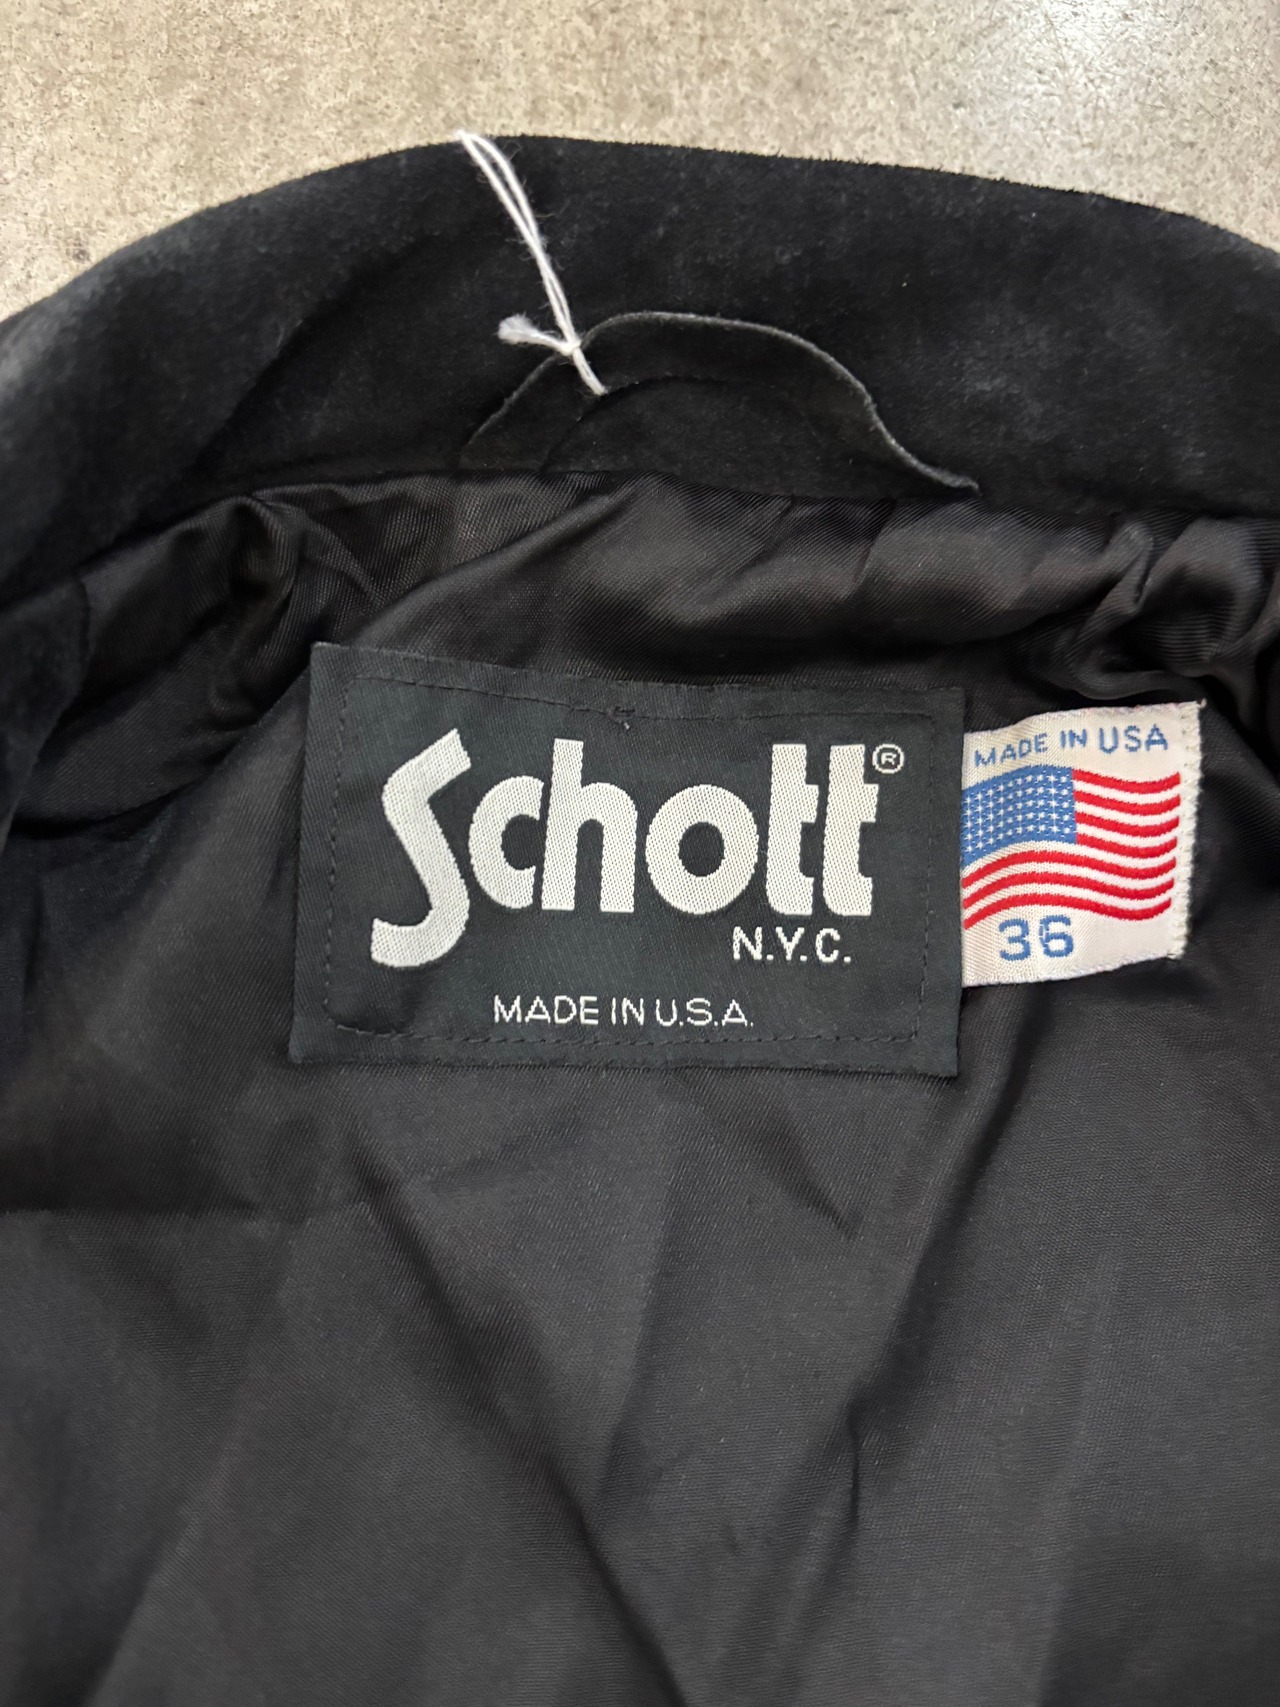 Schott®
N.Y.C.
MADE IN U.S.A.
MADE IN USA
36